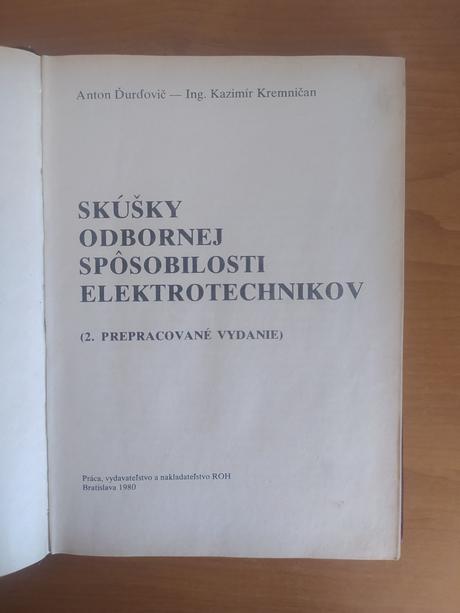 Anton Ďurďovič — Ing. Kazimír Kremničan
SKÚŠKY
ODBORNEJ
SPÔSOBILOSTI
ELEKTROTECHNIKOV
(2. PREPRACOVANÉ VYDANIE)
Práca, vydavateľstvo a nakladateľstvo ROH
Bratislava 1980